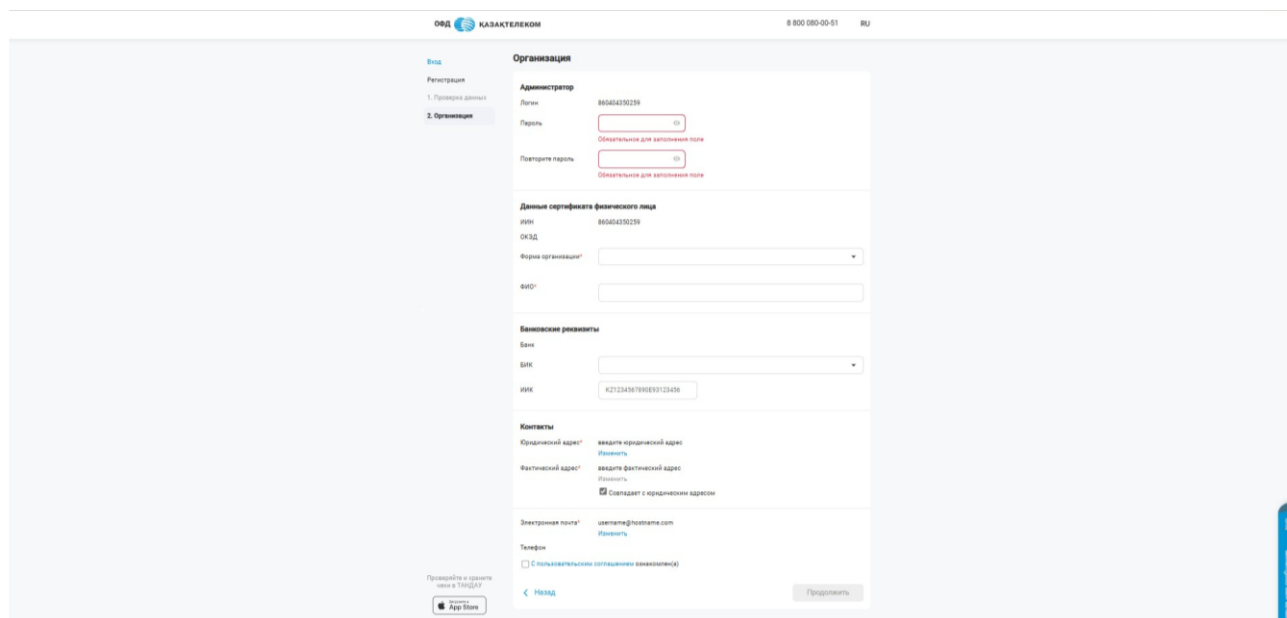 ОФД ҚАЗАҚТЕЛЕКОМ
8 800 080-00-51 RU
Вход
Регистрация
1. Проверка данных
2. Организация
Организация
Администратор
Логин 860404350259
Пароль
Обязательное для заполнения поле
Повторите пароль
Обязательное для заполнения поле
Данные сертификата физического лица
ИИН 860404350259
ОКЭД
Форма организации*
ФИО*
Банковские реквизиты
Банк
БИК
ИИК KZ1234567890893123456
Контакты
Юридический адрес* введите юридический адрес
Изменить
Фактический адрес* введите фактический адрес
Изменить
Совпадает с юридическим адресом
Электронная почта* username@hostname.com
Изменить
Телефон
С пользовательским соглашением ознакомлен(а)
Назад Продолжить
Проверяйте и храните
чеки в ТАНДАУ
App Store